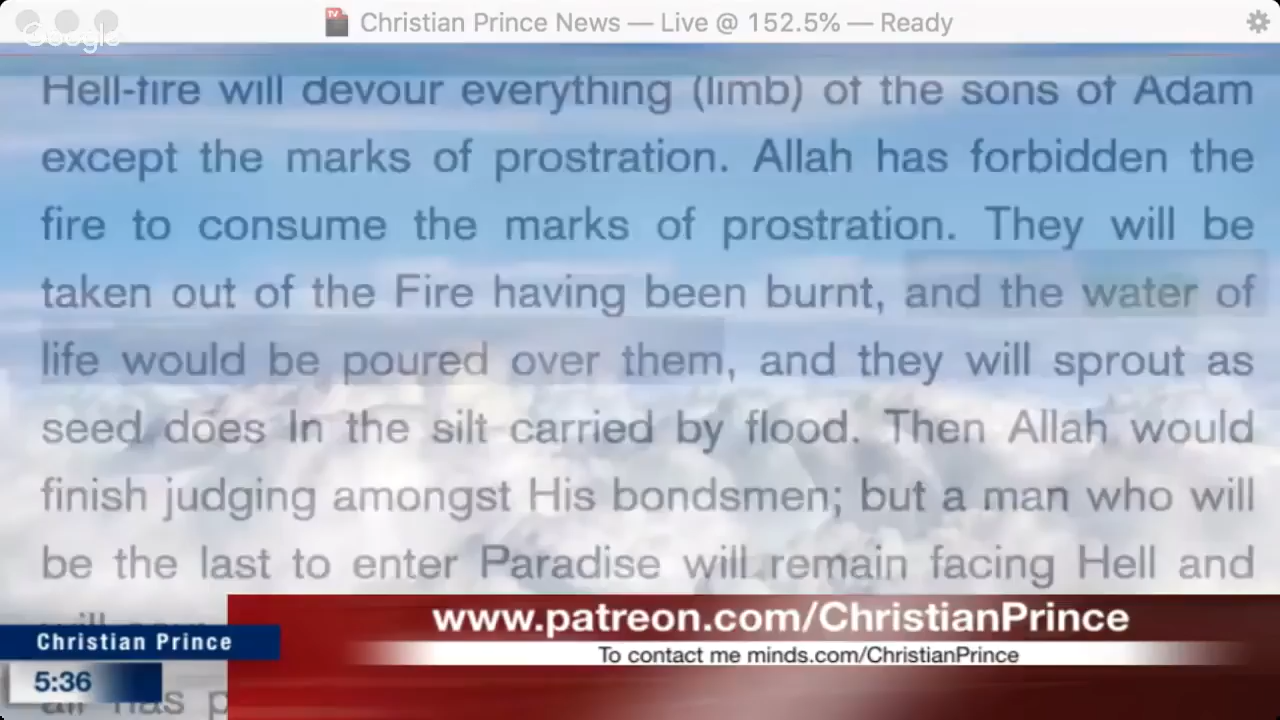 Christian Prince News — Live @ 152.5% — Ready
Google
Hell-fire will devour everything (limb) of the sons of Adam
except the marks of prostration. Allah has forbidden the
fire to consume the marks of prostration. They will be
taken out of the Fire having been burnt, and the water of
life would be poured over them, and they will sprout as
seed does In the silt carried by flood. Then Allah would
finish judging amongst His bondsmen; but a man who will
be the last to enter Paradise will remain facing Hell and
www.patreon.com/ChristianPrince
To contact me minds.com/ChristianPrince
Christian Prince
5:36
has